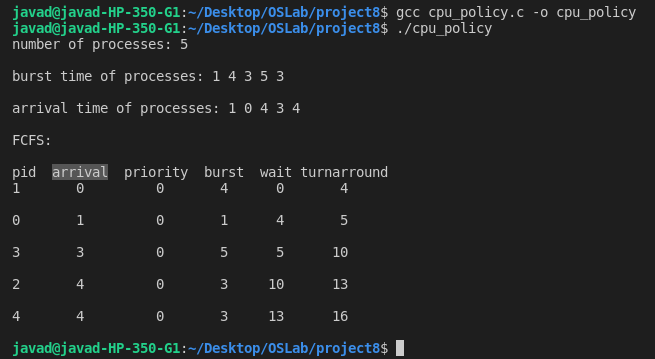 javad@javad-HP-350-G1:~/Desktop/OSLab/project8$ gcc cpu_policy.c -o cpu_policy
javad@javad-HP-350-G1:~/Desktop/OSLab/project8$ ./cpu_policy
number of processes: 5
burst time of processes: 1 4 3 5 3
arrival time of processes: 1 0 4 3 4
FCFS:
pid  arrival  priority  burst  wait turnarround
1       0         0      4      0       4
0       1         0      1      4       5
3       3         0      5      5      10
2       4         0      3     10      13
4       4         0      3     13      16
javad@javad-HP-350-G1:~/Desktop/OSLab/project8$